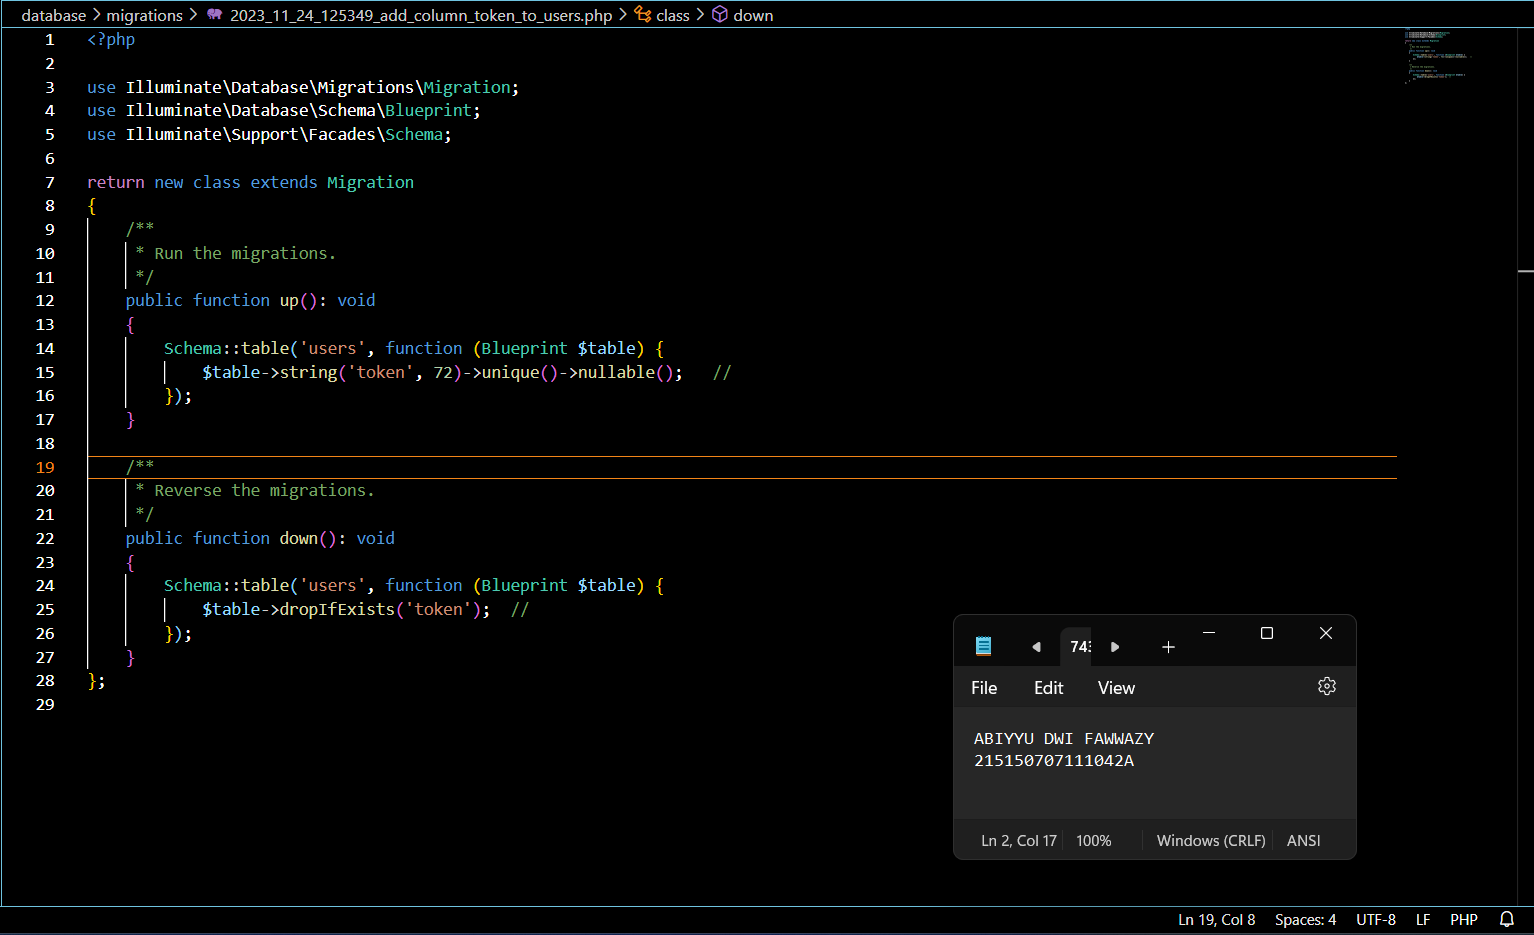 database > migrations > 2023_11_24_125349_add_column_token_to_users.php > class > down
1 <?php
2
3 use Illuminate\Database\Migrations\Migration;
4 use Illuminate\Database\Schema\Blueprint;
5 use Illuminate\Support\Facades\Schema;
6
7 return new class extends Migration
8 {
9     /**
10      * Run the migrations.
11      */
12     public function up(): void
13     {
14         Schema::table('users', function (Blueprint $table) {
15             $table->string('token', 72)->unique()->nullable();   //
16         });
17     }
18
19     /**
20      * Reverse the migrations.
21      */
22     public function down(): void
23     {
24         Schema::table('users', function (Blueprint $table) {
25             $table->dropIfExists('token');  //
26         });
27     }
28 };
29
743
File Edit View
ABIYYU DWI FAWWAZY
215150707111042A
Ln 2, Col 17 100% Windows (CRLF) ANSI
Ln 19, Col 8 Spaces: 4 UTF-8 LF PHP